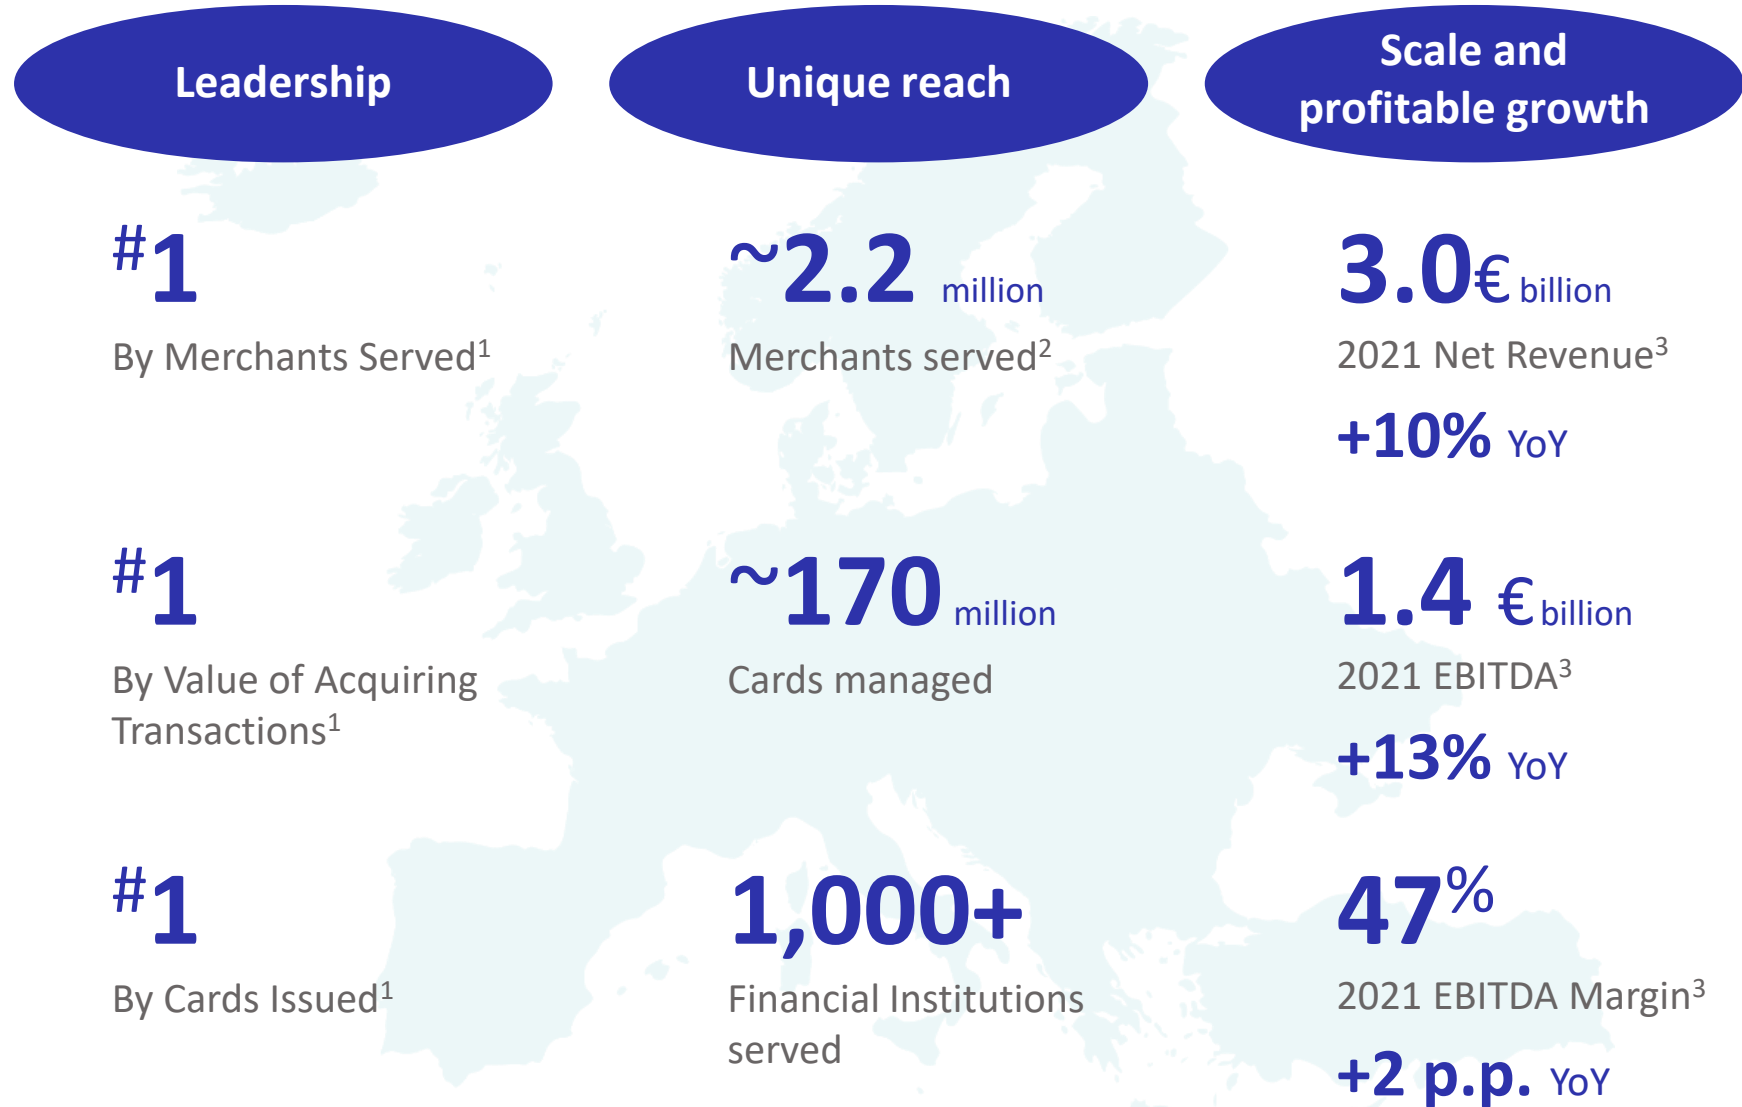 Leadership
#1
By Merchants Served1
#1
By Value of Acquiring
Transactions1
#1
By Cards Issued1
Unique reach
~2.2 million
Merchants served2
~170 million
Cards managed
1,000+
Financial Institutions
served
Scale and
profitable growth
3.0€ billion
2021 Net Revenue3
+10% YoY
1.4 € billion
2021 EBITDA3
+13% YoY
47%
2021 EBITDA Margin3
+2 p.p. YoY